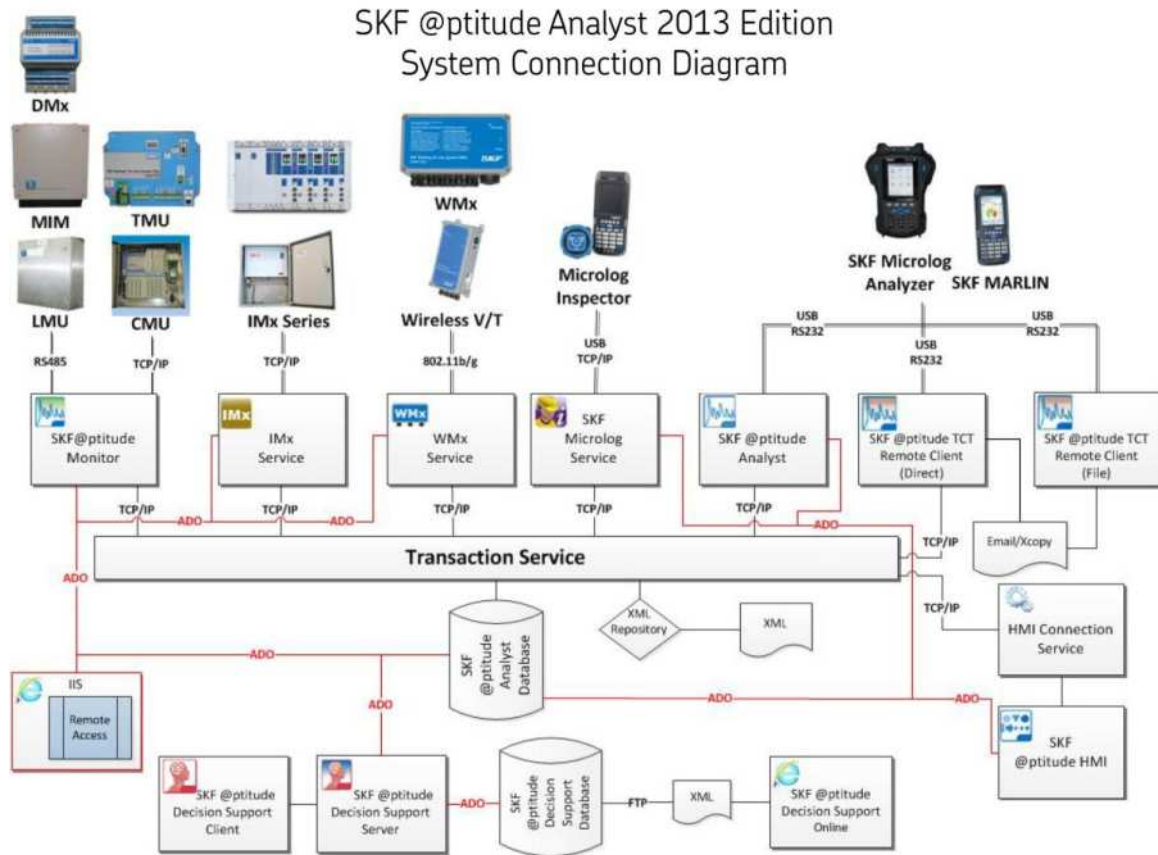 SKF @ptitude Analyst 2013 Edition
System Connection Diagram
DMx
MIM
TMU
WMx
LMU
CMU
IMx Series
Wireless V/T
Microlog
Inspector
SKF Microlog
Analyzer
SKF MARLIN
RS485
TCP/IP
TCP/IP
802.11b/g
USB
TCP/IP
USB
RS232
USB
RS232
USB
RS232
SKF@ptitude
Monitor
IMx
IMx
Service
WMx
WMx
Service
SKF
Microlog
Service
SKF @ptitude
Analyst
SKF @ptitude TCT
Remote Client
(Direct)
SKF @ptitude TCT
Remote Client
(File)
TCP/IP
ADO
TCP/IP
ADO
TCP/IP
TCP/IP
TCP/IP
ADO
ADO
TCP/IP
Email/Xcopy
Transaction Service
ADO
TCP/IP
XML
Repository
XML
HMI Connection
Service
ADO
SKF
@ptitude
Analyst
Database
IIS
Remote
Access
ADO
ADO
ADO
SKF
@ptitude HMI
SKF @ptitude
Decision Support
Client
SKF @ptitude
Decision Support
Server
ADO
SKF
@ptitude
Decision
Support
Database
FTP
XML
SKF @ptitude
Decision Support
Online